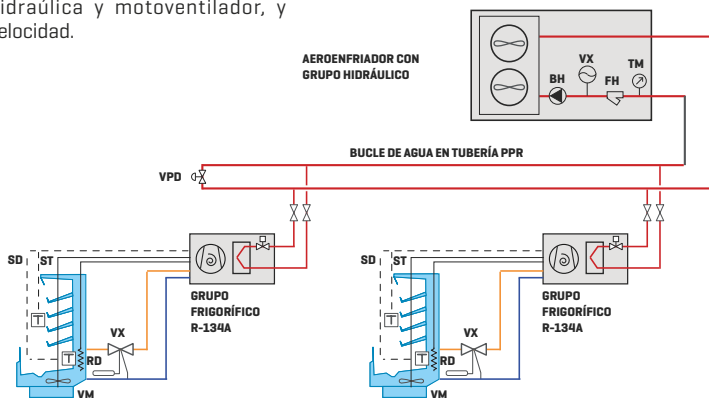 idraúlica y motoventilador, y
elocidad.
AEROENFRIADOR CON
GRUPO HIDRÁULICO
BH
VX
FH
TM
BUCLE DE AGUA EN TUBERÍA PPR
VPD
SD
ST
T
T
RD
VX
VM
GRUPO
FRIGORÍFICO
R-134A
SD
ST
T
T
RD
VX
VM
GRUPO
FRIGORÍFICO
R-134A